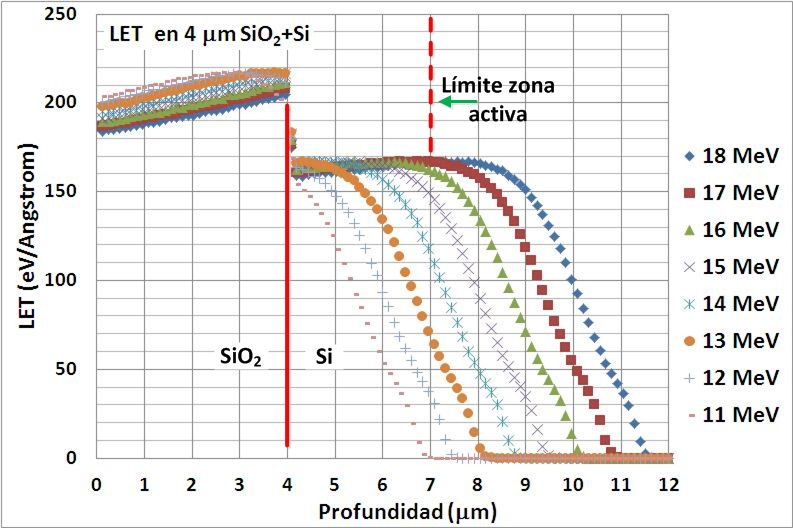 LET en 4 μm SiO₂+Si
Límite zona
activa
LET (eV/Angstrom)
250
200
150
100
50
0
SiO₂
Si
0 1 2 3 4 5 6 7 8 9 10 11 12
Profundidad (μm)
18 MeV
17 MeV
16 MeV
15 MeV
14 MeV
13 MeV
12 MeV
11 MeV